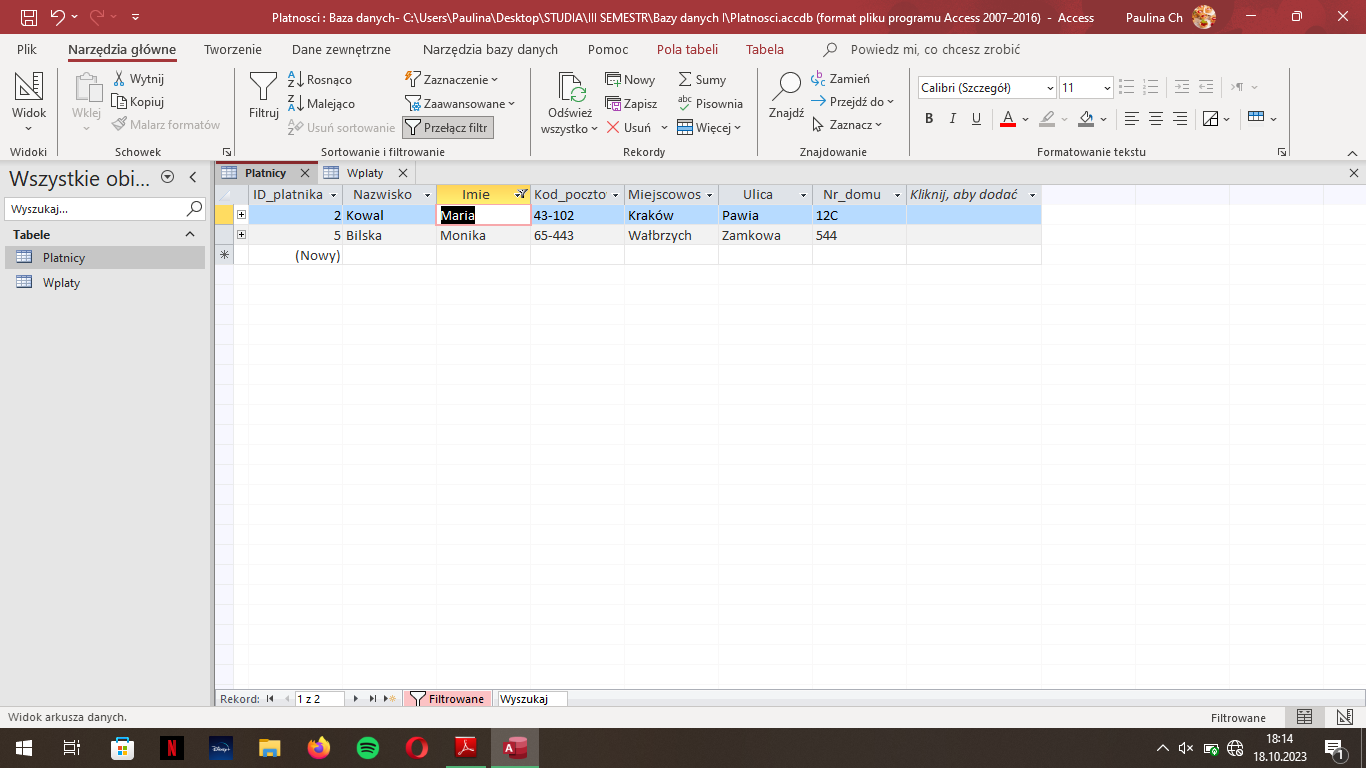 Platnosci : Baza danych- C:\Users\Paulina\Desktop\STUDIA\III SEMESTR\Bazy danych I\Platnosci.accdb (format pliku programu Access 2007–2016) - Access
Paulina Ch
Plik Narzędzia główne Tworzenie Dane zewnętrzne Narzędzia bazy danych Pomoc Pola tabeli Tabela Powiedz mi, co chcesz zrobić
Widok
Widoki
Wklej
Wytnij
Kopiuj
Malarz formatów
Schowek
Filtruj
Rosnąco
Malejąco
Usuń sortowanie
Zaznaczenie
Zaawansowane
Przełącz filtr
Sortowanie i filtrowanie
Odśwież
wszystko
Nowy
Zapisz
Usuń
Sumy
Pisownia
Więcej
Rekordy
Znajdź
Zamień
Przejdź do
Zaznacz
Znajdowanie
Calibri (Szczegół) 11
B I U A
Formatowanie tekstu
Wszystkie obi...
Wyszukaj...
Tabele
Platnicy
Wplaty
Platnicy Wplaty
ID_platnika Nazwisko Imie Kod_poczto Miejscowos Ulica Nr_domu Kliknij, aby dodać
2 Kowal Maria 43-102 Kraków Pawia 12C
5 Bilska Monika 65-443 Wałbrzych Zamkowa 544
(Nowy)
Rekord: 1 z 2 Filtrowane Wyszukaj
Widok arkusza danych.
Filtrowane
18:14
18.10.2023
1